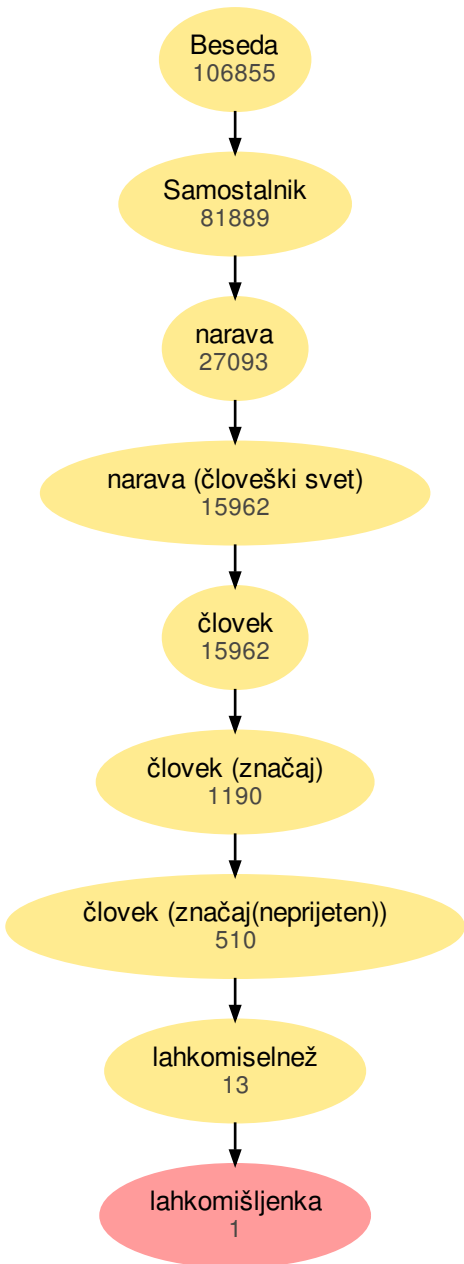 Beseda
106855
Samostalnik
81889
narava
27093
narava (človeški svet)
15962
človek
15962
človek (značaj)
1190
človek (značaj(neprijeten))
510
lahkomiselnež
13
lahkomišljenka
1